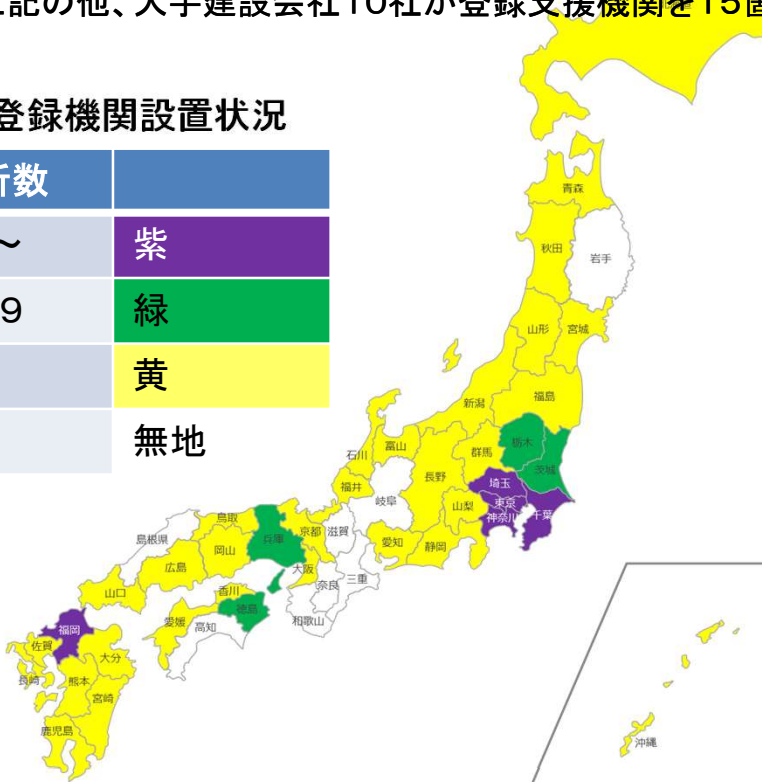 記の他、大手建設会社10社が登録支援機関を15箇
登録機関設置状況
所数
～
紫
9
緑
黄
無地
青森
秋田
岩手
山形
宮城
新潟
福島
石川
富山
群馬
栃木
茨城
福井
長野
埼玉
岐阜
山梨
東京
神奈川
千葉
鳥取
京都
滋賀
愛知
静岡
島根県
岡山
兵庫
広島
大阪
奈良
三重
山口
香川
徳島
和歌山
愛媛
高知
福岡
佐賀
大分
長崎
熊本
宮崎
鹿児島
沖縄